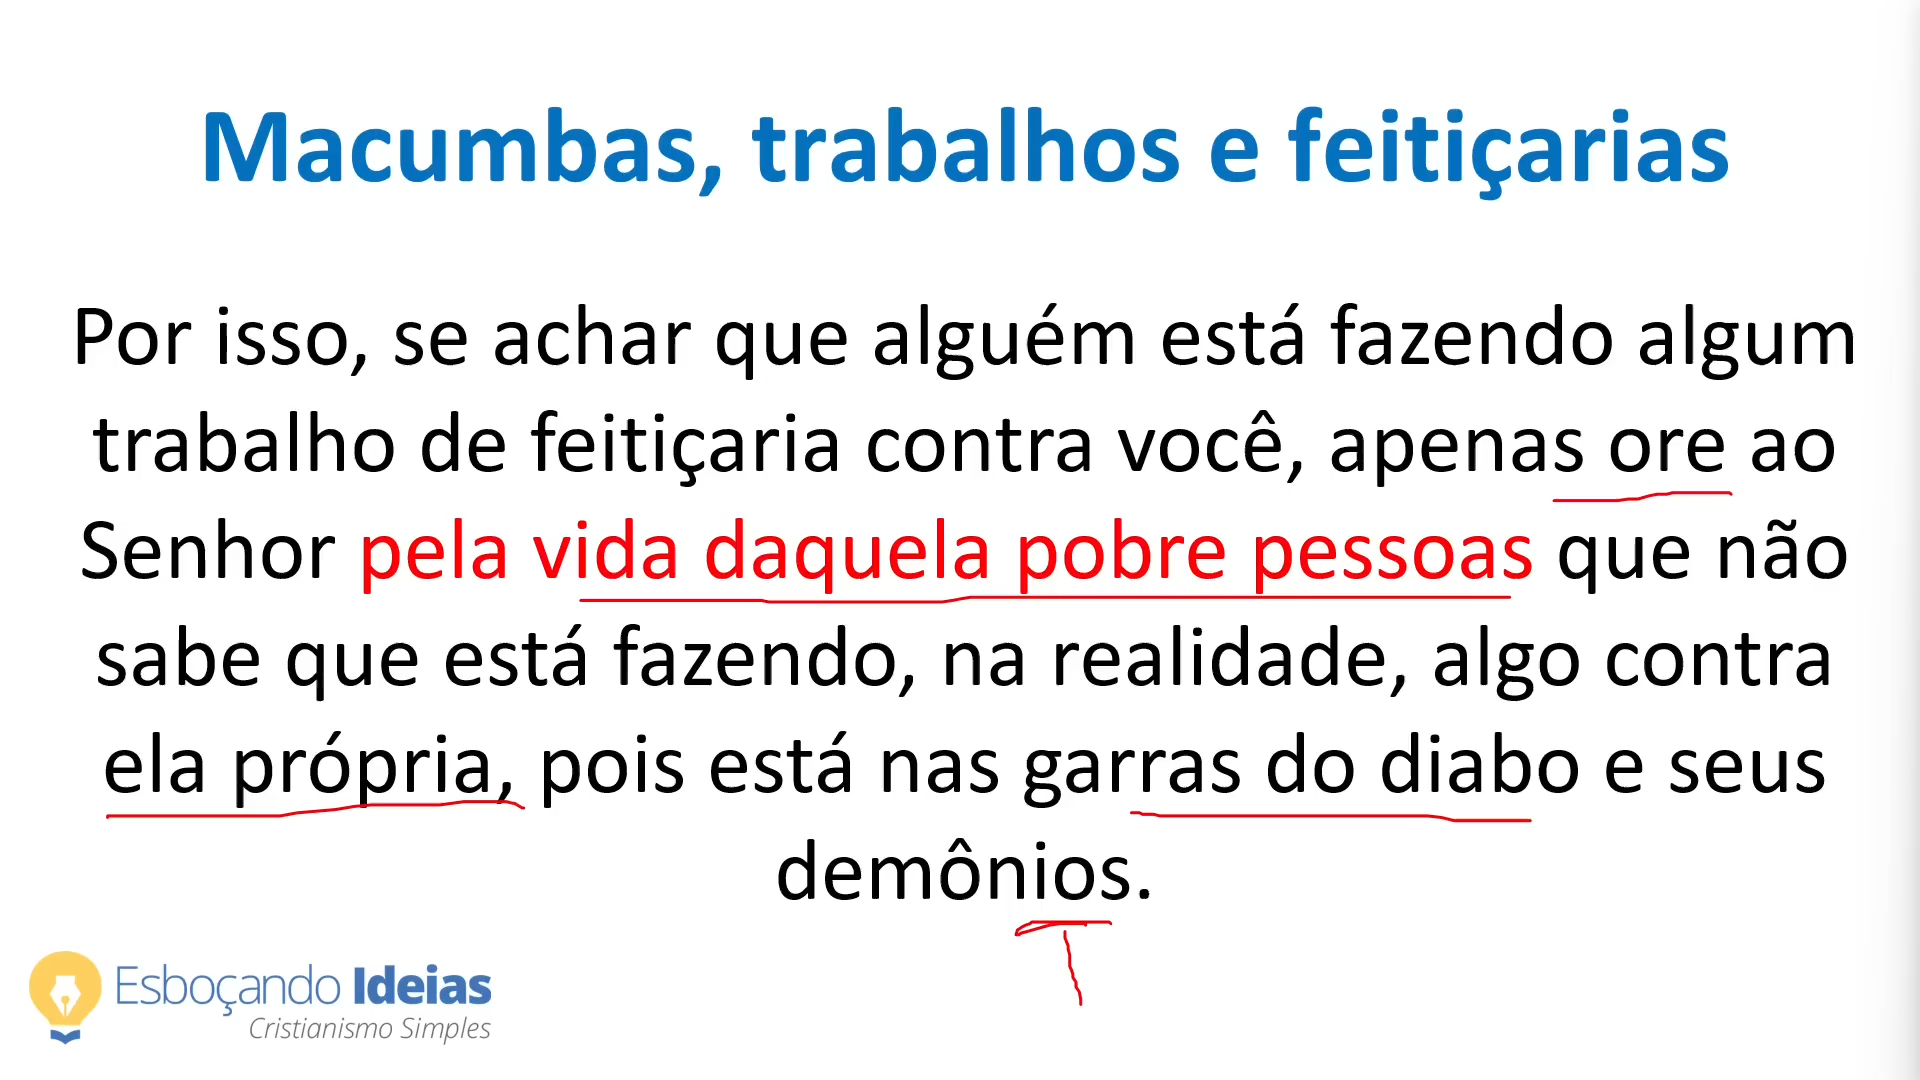 Macumbas, trabalhos e feitiçarias
Por isso, se achar que alguém está fazendo algum
trabalho de feitiçaria contra você, apenas ore ao
Senhor pela vida daquela pobre pessoas que não
sabe que está fazendo, na realidade, algo contra
ela própria, pois está nas garras do diabo e seus
demônios.
Esboçando Ideias
Cristianismo Simples